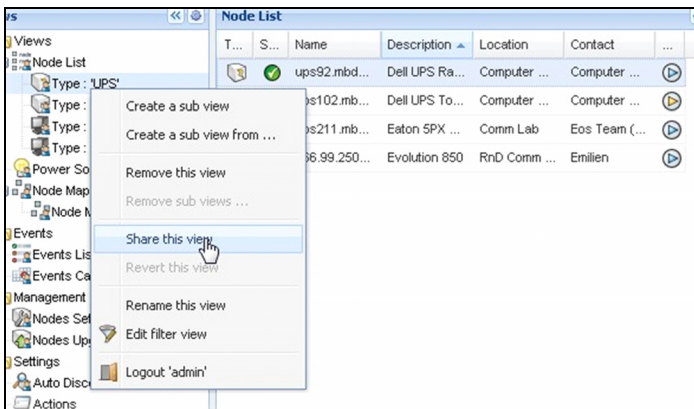 Node List
Views
Node List
Type : 'UPS'
Type :
Type :
Type :
Power So
Node Map
Node M
Events
Events Lis
Events Ca
Management
Nodes Set
Nodes Upg
Settings
Auto Disc
Actions
Create a sub view
Create a sub view from ...
Remove this view
Remove sub views ...
Share this view
Revert this view
Rename this view
Edit filter view
Logout 'admin'
T... S... Name Description Location Contact ...
ups92.mbd... Dell UPS Ra... Computer ... Computer ...
s102.mb... Dell UPS To... Computer ... Computer ...
s211.mb... Eaton 5PX ... Comm Lab Eos Team (...
6.99.250... Evolution 850 RnD Comm ... Emilien